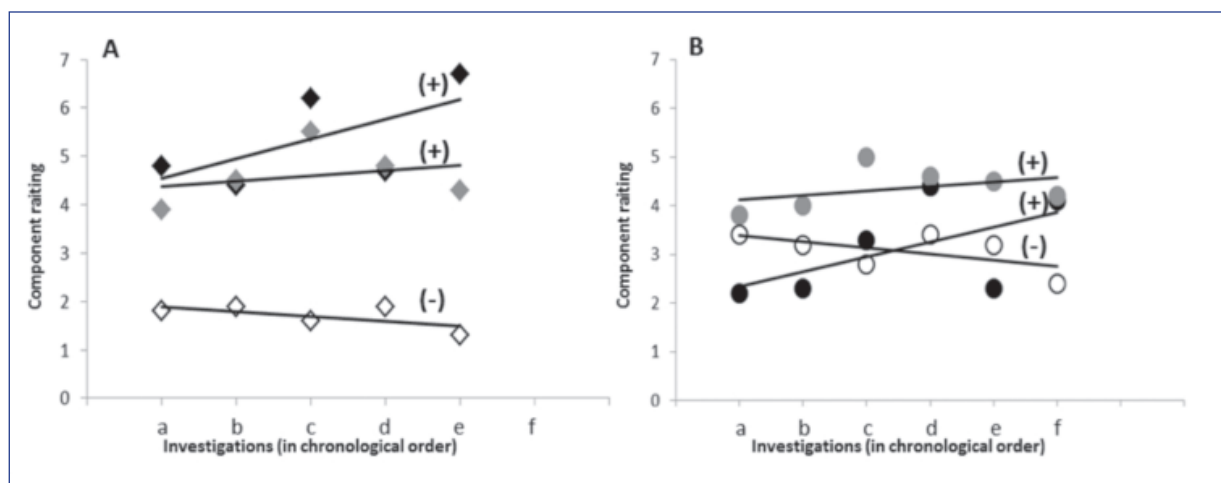 A
7
6
5
4
3
2
1
0
Component raiting
(+)
(+)
(-)
a b c d e f
Investigations (in chronological order)
B
7
6
5
4
3
2
1
0
Component raiting
(+)
(+)
(-)
a b c d e f
Investigations (in chronological order)